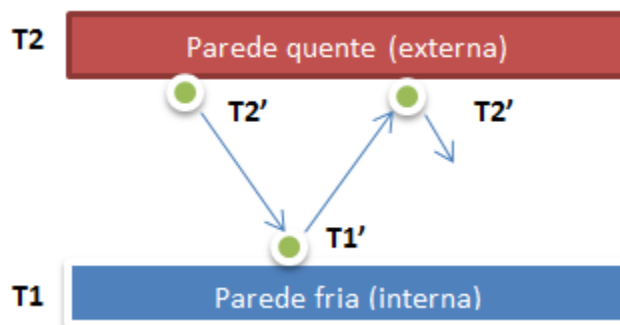 T2
Parede quente (externa)
T2’
T2’
T1’
T1
Parede fria (interna)